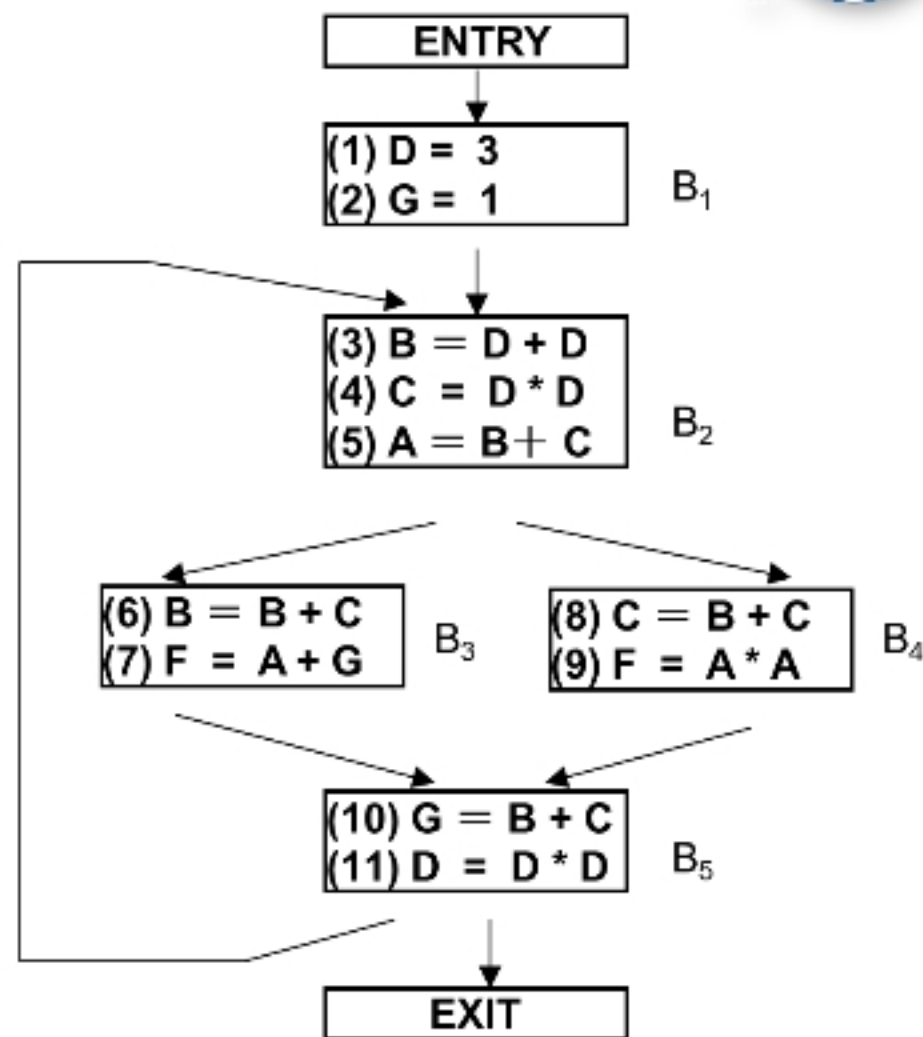 ENTRY
(1) D = 3
(2) G = 1
B₁
(3) B = D + D
(4) C = D * D
(5) A = B + C
B₂
(6) B = B + C
(7) F = A + G
B₃
(8) C = B + C
(9) F = A * A
B₄
(10) G = B + C
(11) D = D * D
B₅
EXIT